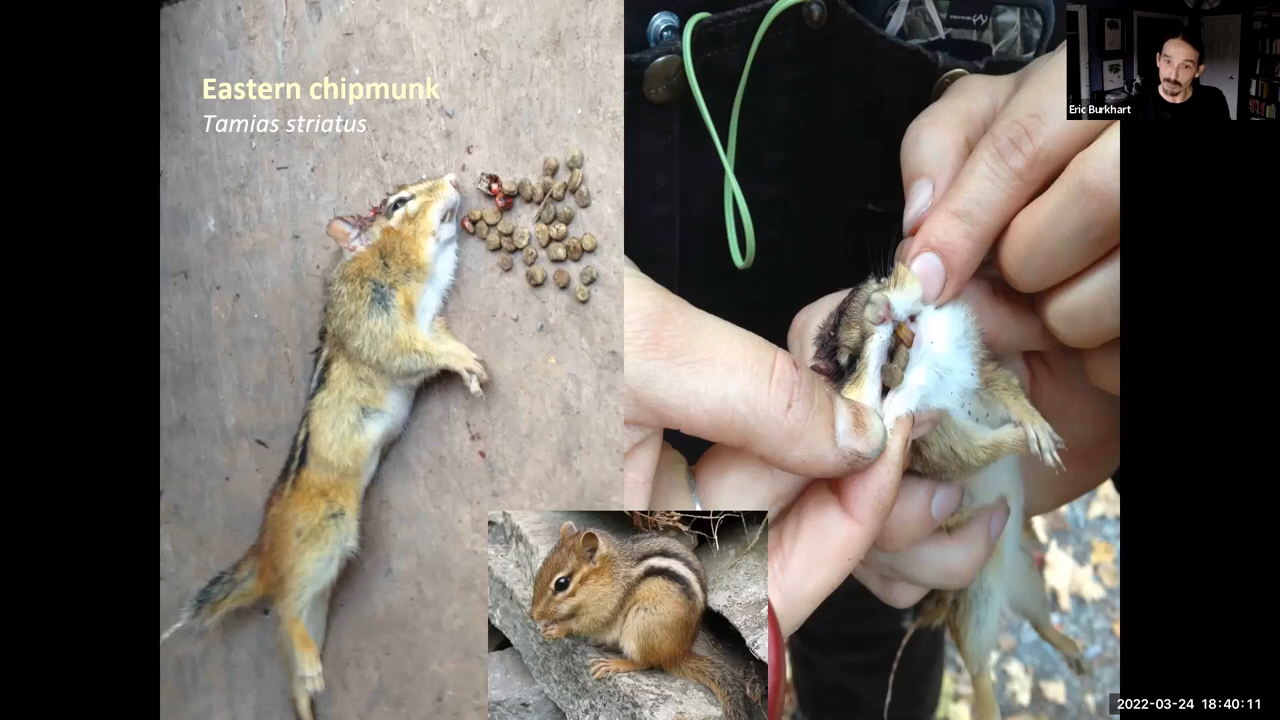 Eastern chipmunk
Tamias striatus
Eric Burkhart
2022-03-24 18:40:11